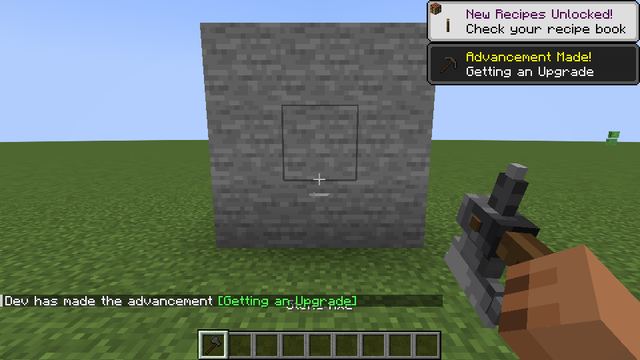 New Recipes Unlocked!
Check your recipe book
Advancement Made!
Getting an Upgrade
Dev has made the advancement [Getting an Upgrade]